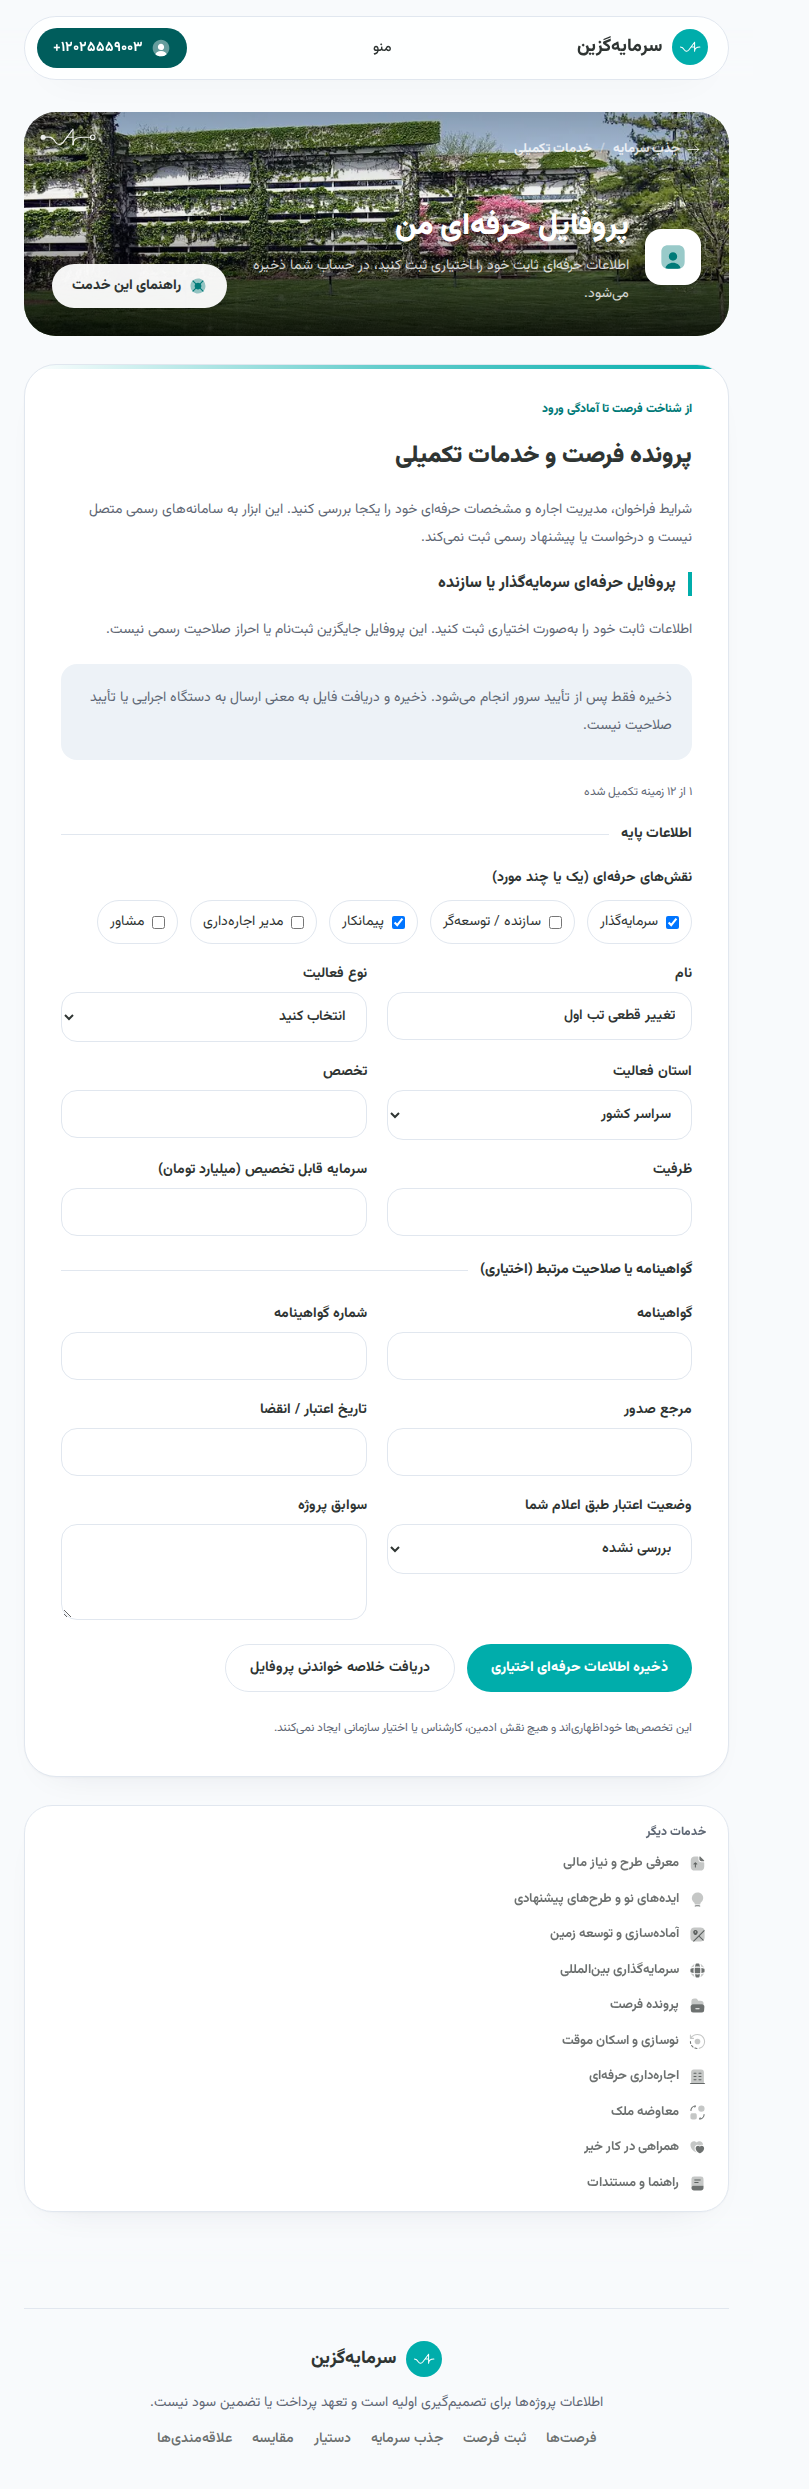 سرمایه‌گزین
منو
+۱۲۰۲۵۵۵۹۰۰۳
جذب سرمایه / خدمات تکمیلی
پروفایل حرفه‌ای من
اطلاعات حرفه‌ای ثابت خود را اختیاری ثبت کنید، در حساب شما ذخیره
می‌شود.
راهنمای این خدمت
از شناخت فرصت تا آمادگی ورود
پرونده فرصت و خدمات تکمیلی
شرایط فراخوان، مدیریت اجاره و مشخصات حرفه‌ای خود را یکجا بررسی کنید. این ابزار به سامانه‌های رسمی متصل
نیست و درخواست یا پیشنهاد رسمی ثبت نمی‌کند.
پروفایل حرفه‌ای سرمایه‌گذار یا سازنده
اطلاعات ثابت خود را به‌صورت اختیاری ثبت کنید. این پروفایل جایگزین ثبت‌نام یا احراز صلاحیت رسمی نیست.
ذخیره فقط پس از تأیید سرور انجام می‌شود. ذخیره و دریافت فایل به معنی ارسال به دستگاه اجرایی یا تأیید
صلاحیت نیست.
۱ از ۱۲ زمینه تکمیل شده
اطلاعات پایه
نقش‌های حرفه‌ای (یک یا چند مورد)
سرمایه‌گذار
سازنده / توسعه‌گر
پیمانکار
مدیر اجاره‌داری
مشاور
نام
نوع فعالیت
تغییر قطعی تب اول
انتخاب کنید
استان فعالیت
تخصص
سراسر کشور
ظرفیت
سرمایه قابل تخصیص (میلیارد تومان)
گواهینامه یا صلاحیت مرتبط (اختیاری)
گواهینامه
شماره گواهینامه
مرجع صدور
تاریخ اعتبار / انقضا
وضعیت اعتبار طبق اعلام شما
سوابق پروژه
بررسی نشده
ذخیره اطلاعات حرفه‌ای اختیاری
دریافت خلاصه خواندنی پروفایل
این تخصص‌ها خوداظهاری‌اند و هیچ نقش ادمین، کارشناس یا اختیار سازمانی ایجاد نمی‌کنند.
خدمات دیگر
معرفی طرح و نیاز مالی
ایده‌های نو و طرح‌های پیشنهادی
آماده‌سازی و توسعه زمین
سرمایه‌گذاری بین‌المللی
پرونده فرصت
نوسازی و اسکان موقت
اجاره‌داری حرفه‌ای
معاوضه ملک
همراهی در کار خیر
راهنما و مستندات
سرمایه‌گزین
اطلاعات پروژه‌ها برای تصمیم‌گیری اولیه است و تعهد پرداخت یا تضمین سود نیست.
فرصت‌ها
ثبت فرصت
جذب سرمایه
دستیار
مقایسه
علاقه‌مندی‌ها